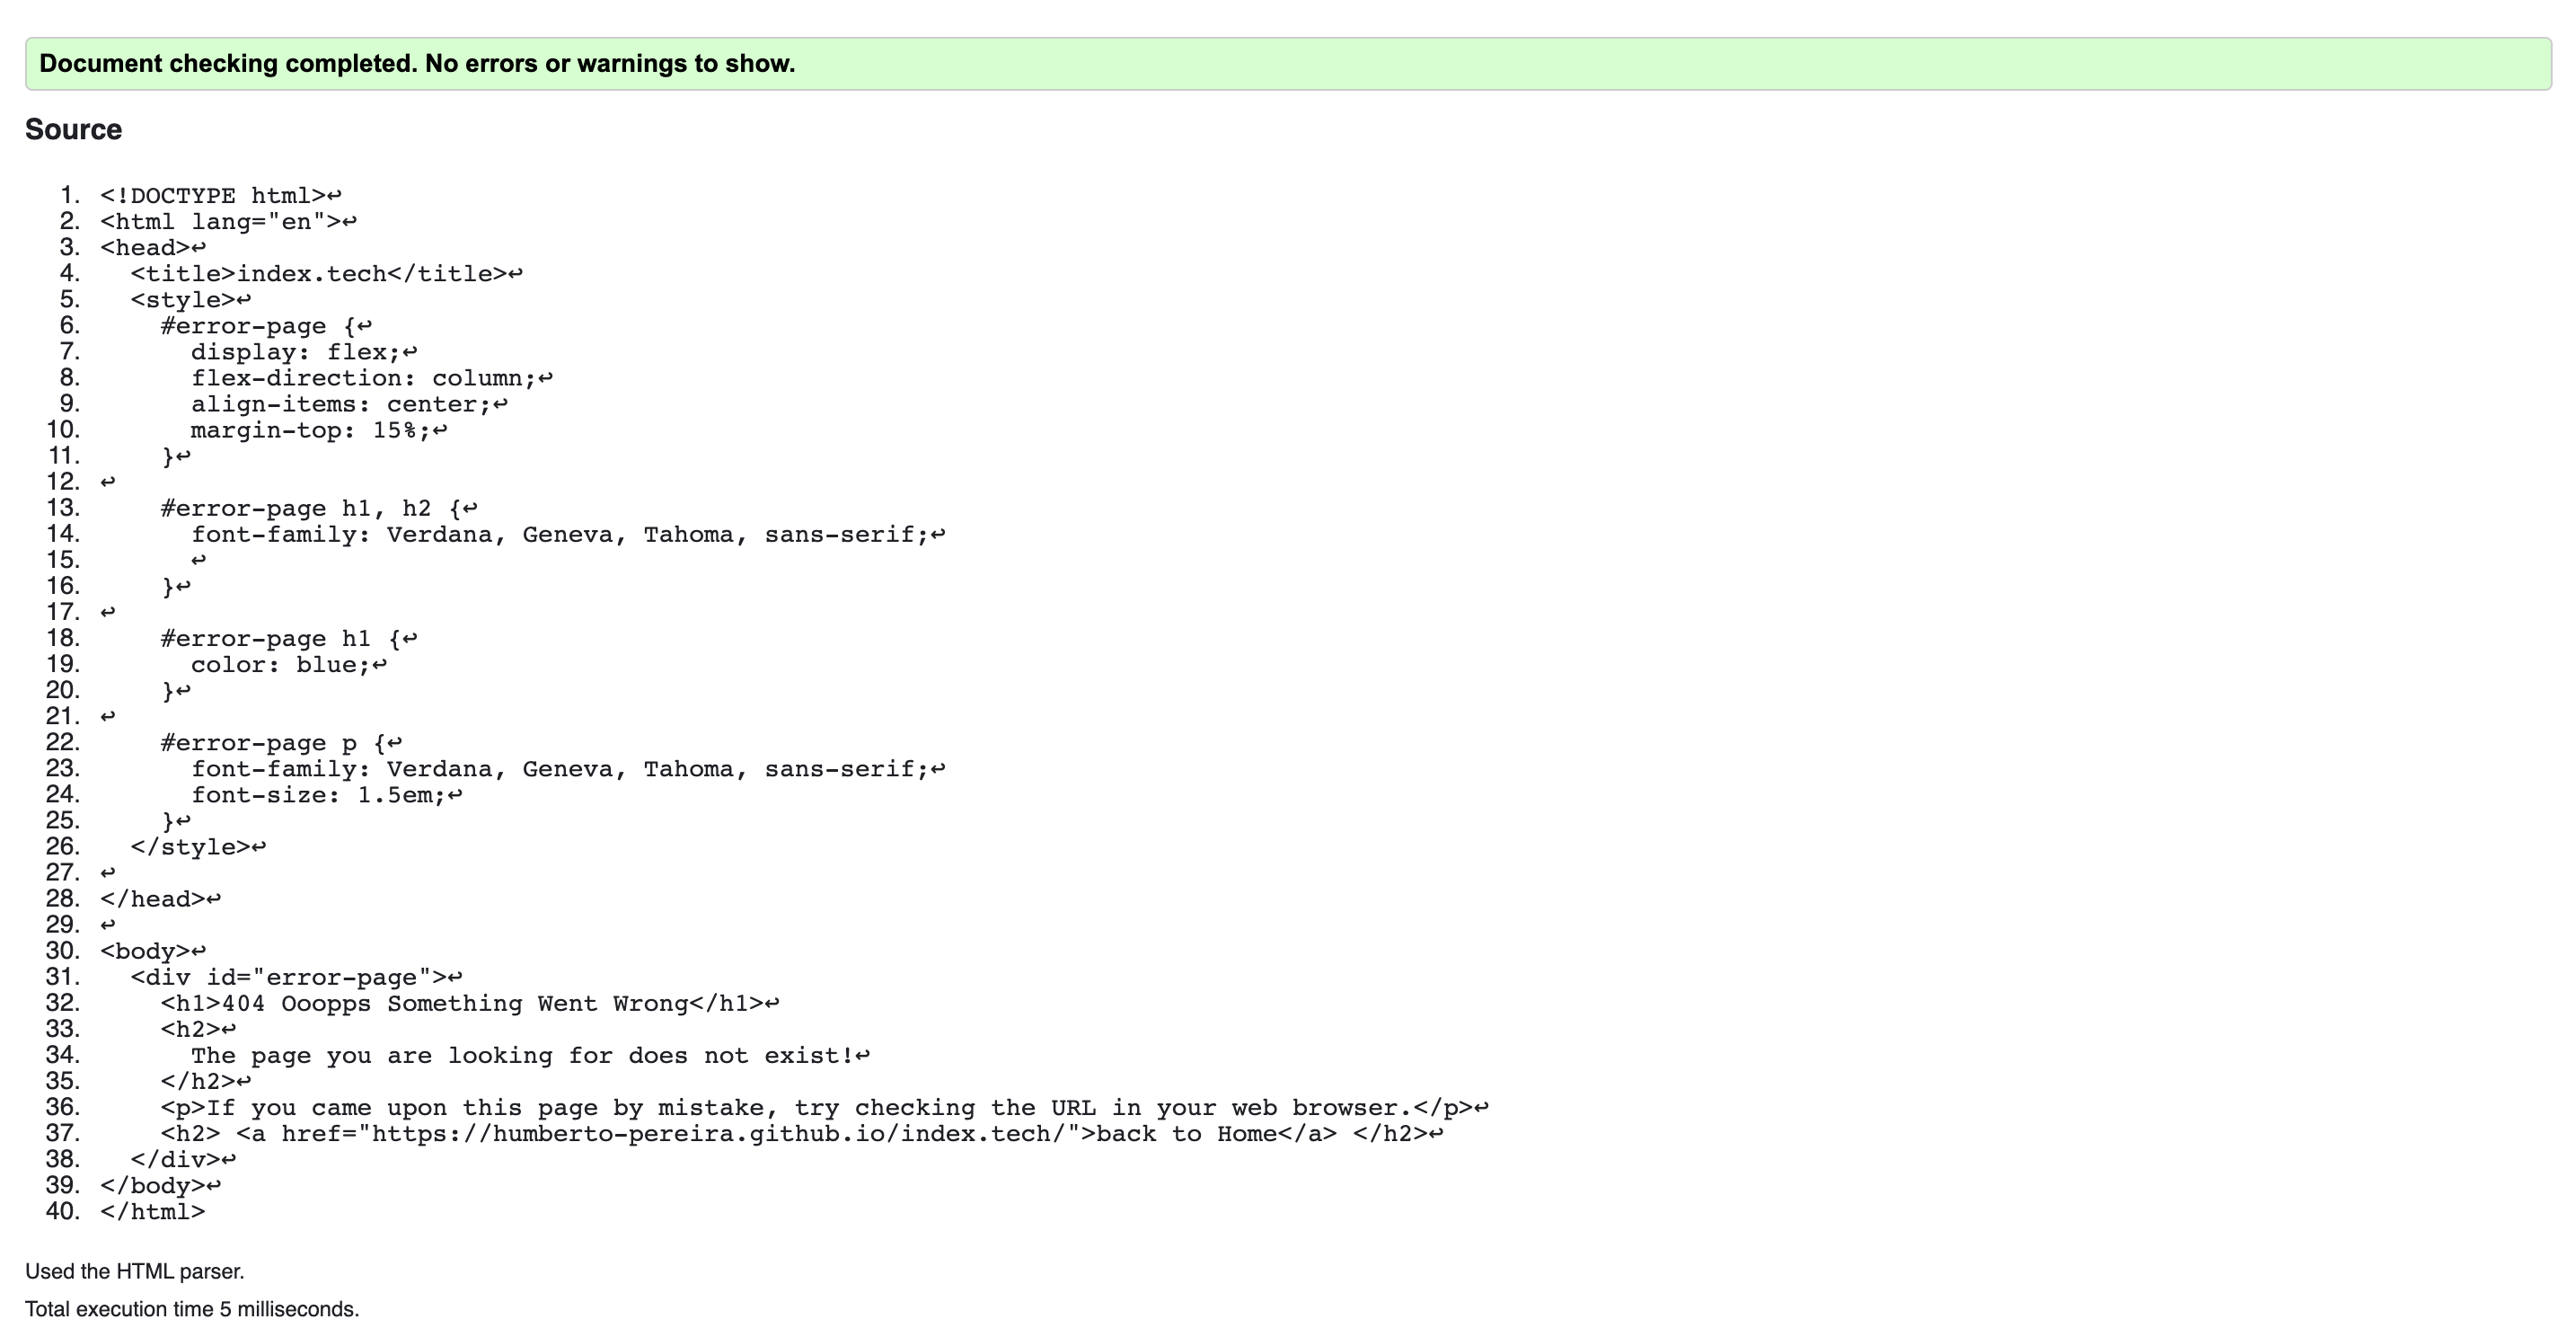 Document checking completed. No errors or warnings to show.
Source
1. <!DOCTYPE html>↩
2. <html lang="en">↩
3. <head>↩
4.   <title>index.tech</title>↩
5.   <style>↩
6.     #error-page {↩
7.       display: flex;↩
8.       flex-direction: column;↩
9.       align-items: center;↩
10.       margin-top: 15%;↩
11.     }↩
12. ↩
13.     #error-page h1, h2 {↩
14.       font-family: Verdana, Geneva, Tahoma, sans-serif;↩
15.       ↩
16.     }↩
17. ↩
18.     #error-page h1 {↩
19.       color: blue;↩
20.     }↩
21. ↩
22.     #error-page p {↩
23.       font-family: Verdana, Geneva, Tahoma, sans-serif;↩
24.       font-size: 1.5em;↩
25.     }↩
26.   </style>↩
27. ↩
28. </head>↩
29. ↩
30. <body>↩
31.   <div id="error-page">↩
32.     <h1>404 Ooopps Something Went Wrong</h1>↩
33.     <h2>↩
34.       The page you are looking for does not exist!↩
35.     </h2>↩
36.     <p>If you came upon this page by mistake, try checking the URL in your web browser.</p>↩
37.     <h2> <a href="https://humberto-pereira.github.io/index.tech/">back to Home</a> </h2>↩
38.   </div>↩
39. </body>↩
40. </html>
Used the HTML parser.
Total execution time 5 milliseconds.